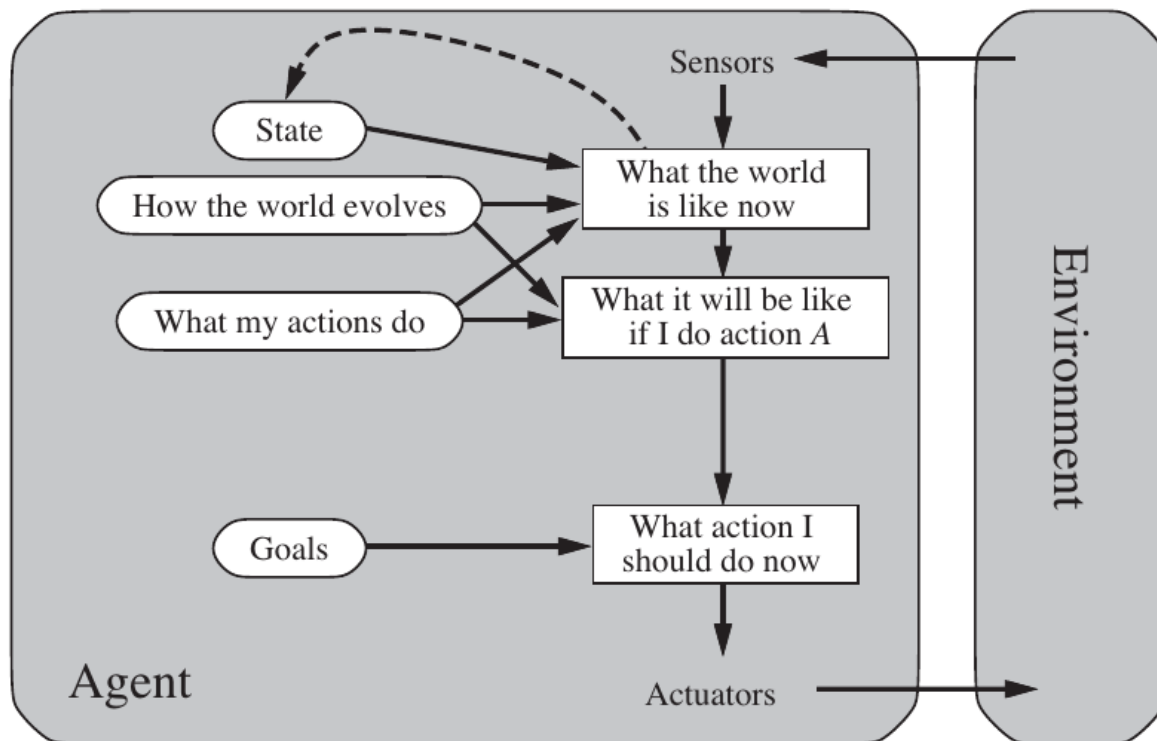 Sensors
State
What the world
is like now
How the world evolves
What it will be like
if I do action A
What my actions do
What action I
should do now
Goals
Agent
Actuators
Environment